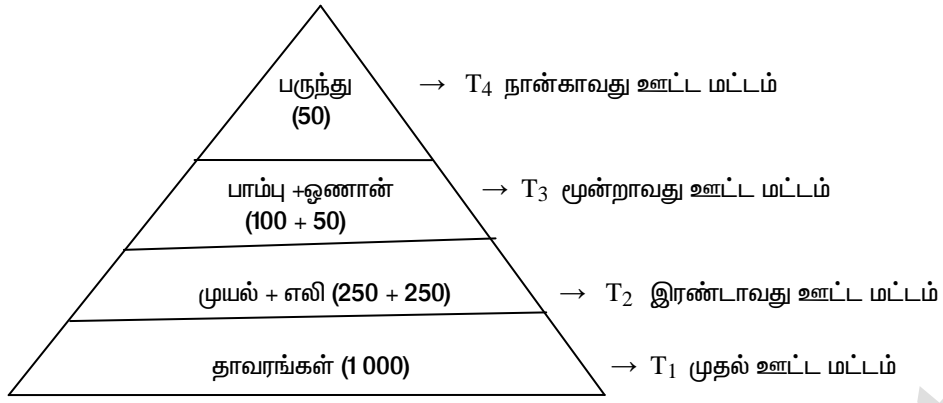 பருந்து → T4 நான்காவது ஊட்ட மட்டம்
(50)
பாம்பு +ஓணான் → T3 மூன்றாவது ஊட்ட மட்டம்
(100 + 50)
முயல் + எலி (250 + 250) → T2 இரண்டாவது ஊட்ட மட்டம்
தாவரங்கள் (1 000) → T1 முதல் ஊட்ட மட்டம்